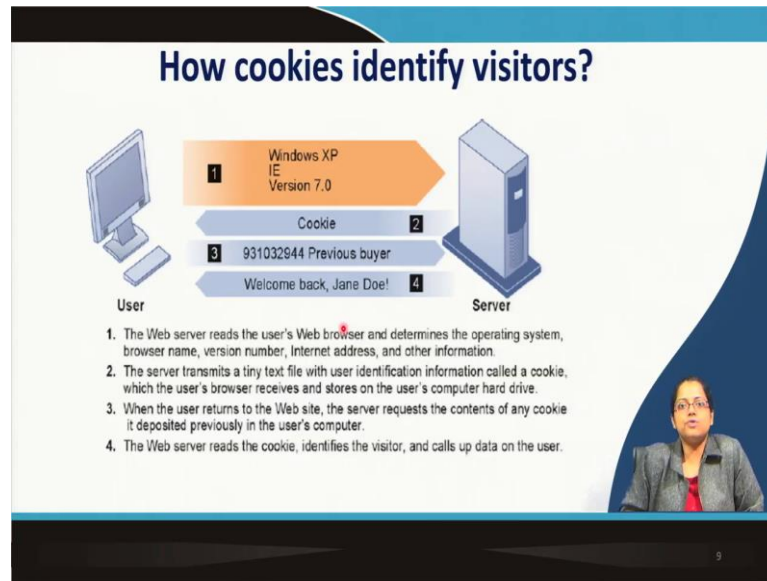 How cookies identify visitors?
1
Windows XP
IE
Version 7.0
Cookie
2
3
931032944 Previous buyer
Welcome back, Jane Doe!
4
User
Server
1. The Web server reads the user's Web browser and determines the operating system,
browser name, version number, Internet address, and other information.
2. The server transmits a tiny text file with user identification information called a cookie,
which the user's browser receives and stores on the user's computer hard drive.
3. When the user returns to the Web site, the server requests the contents of any cookie
it deposited previously in the user's computer.
4. The Web server reads the cookie, identifies the visitor, and calls up data on the user.
9